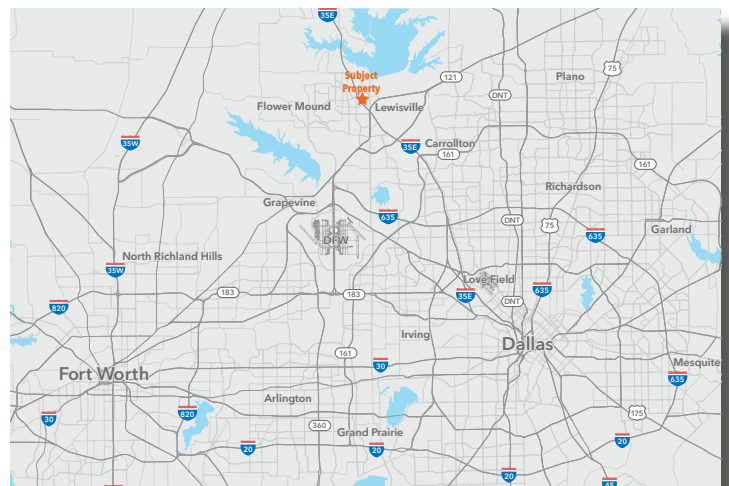 35E
Subject
Property
121
75
Plano
DNT
Flower Mound
Lewisville
35W
35E
Carrollton
161
161
Richardson
Grapevine
635
DNT
75
635
Garland
DFW
North Richland Hills
35W
Love Field
183
183
35E
635
DNT
820
Irving
Dallas
161
30
Mesquite
635
Fort Worth
Arlington
820
30
175
360
Grand Prairie
20
20
20
20
45